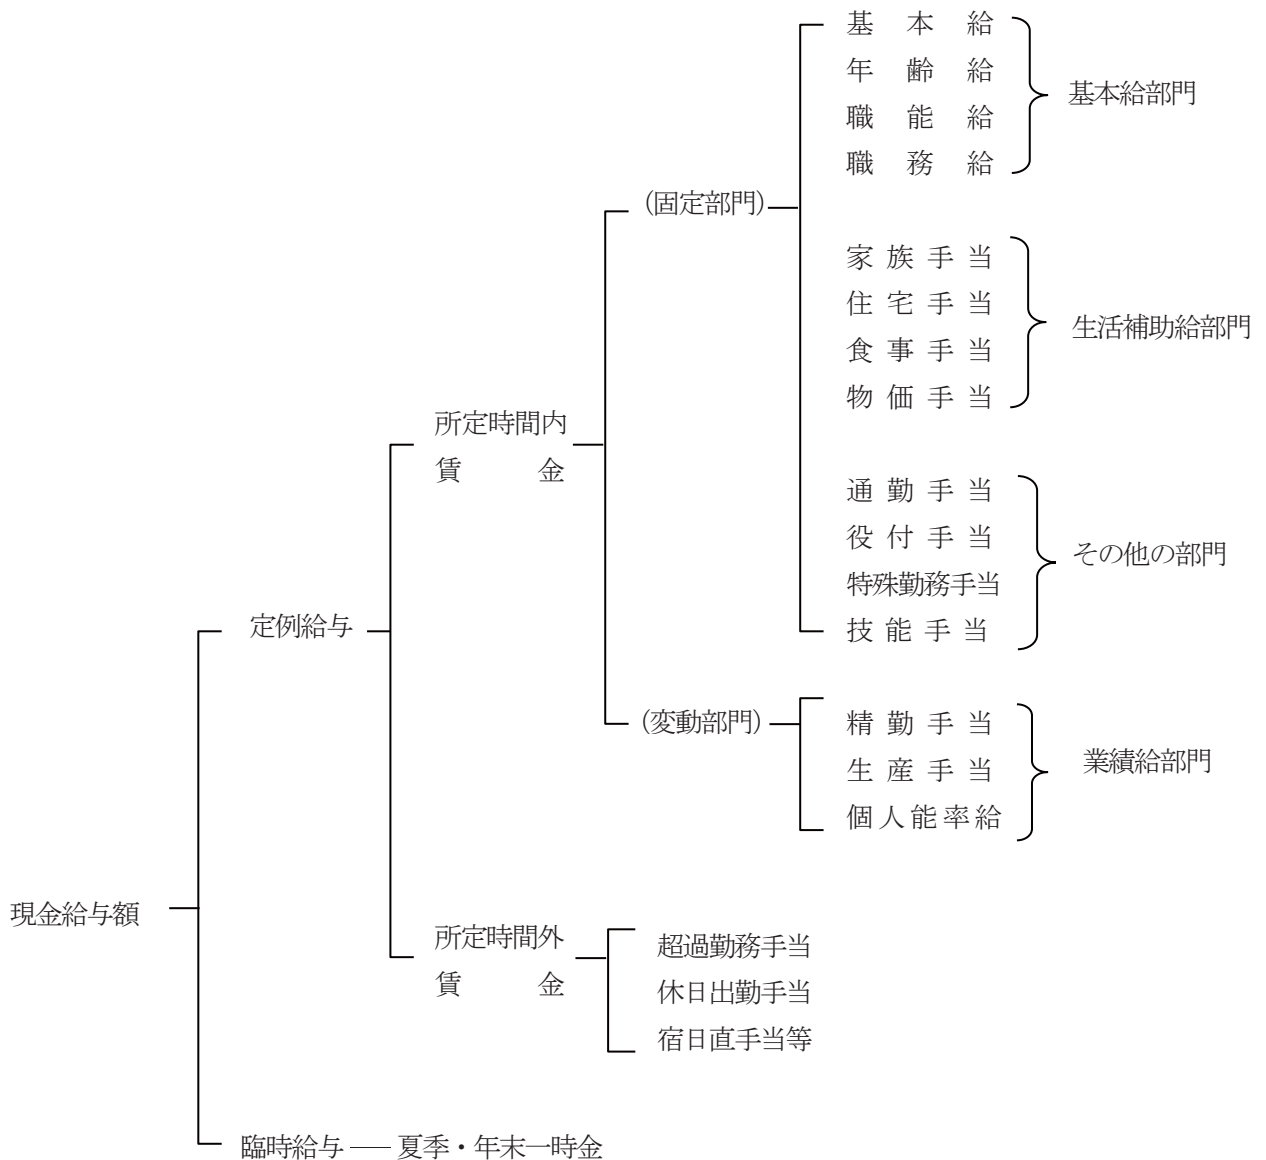 基本給
年齢給
職能給
職務給
基本給部門
(固定部門)
家族手当
住宅手当
食事手当
物価手当
生活補助給部門
所定時間内
賃金
通勤手当
役付手当
特殊勤務手当
技能手当
その他の部門
定例給与
(変動部門)
精勤手当
生産手当
個人能率給
業績給部門
現金給与額
所定時間外
賃金
超過勤務手当
休日出勤手当
宿日直手当等
臨時給与 ── 夏季・年末一時金